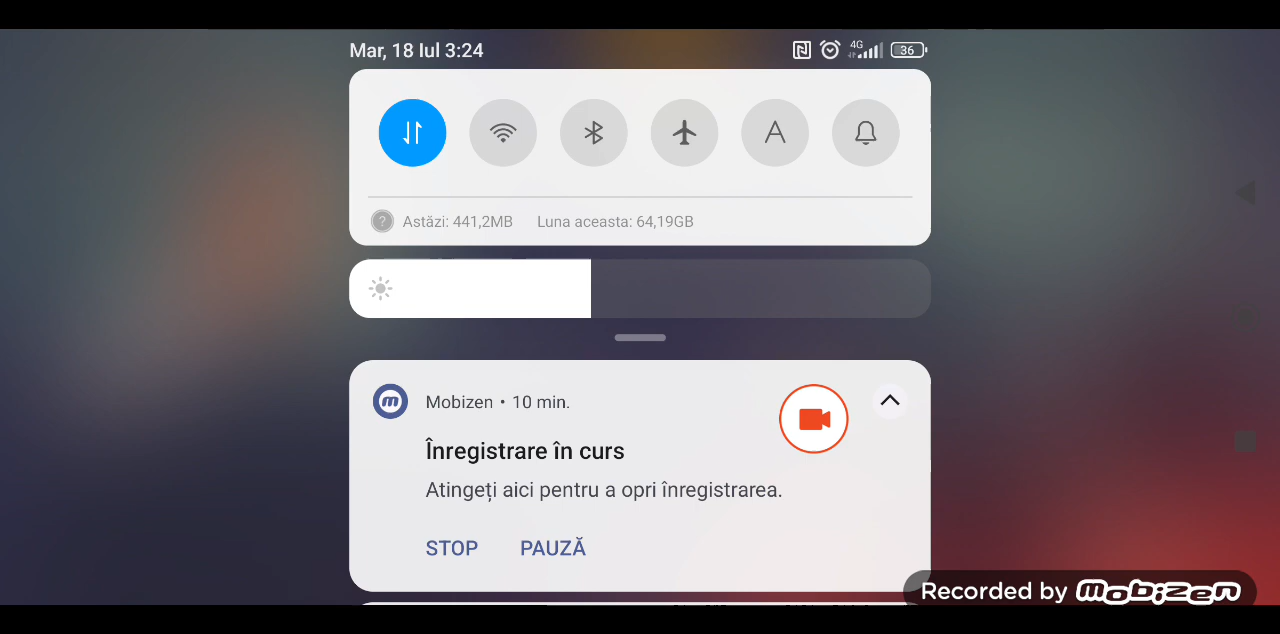 Mar, 18 Iul 3:24
4G
36
Astăzi: 441,2MB Luna aceasta: 64,19GB
Mobizen • 10 min.
Înregistrare în curs
Atingeți aici pentru a opri înregistrarea.
STOP PAUZĂ
Recorded by mobizen